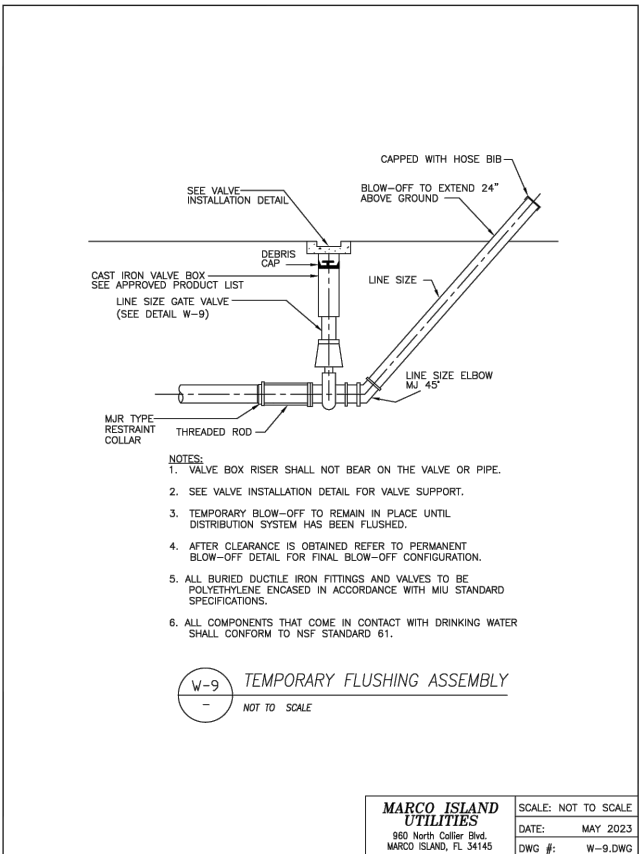 CAPPED WITH HOSE BIB
SEE VALVE
INSTALLATION DETAIL
BLOW-OFF TO EXTEND 24"
ABOVE GROUND
DEBRIS
CAP
CAST IRON VALVE BOX
SEE APPROVED PRODUCT LIST
LINE SIZE
LINE SIZE GATE VALVE
(SEE DETAIL W-9)
LINE SIZE ELBOW
MJ 45°
MJR TYPE
RESTRAINT
COLLAR
THREADED ROD
NOTES:
1. VALVE BOX RISER SHALL NOT BEAR ON THE VALVE OR PIPE.
2. SEE VALVE INSTALLATION DETAIL FOR VALVE SUPPORT.
3. TEMPORARY BLOW-OFF TO REMAIN IN PLACE UNTIL
DISTRIBUTION SYSTEM HAS BEEN FLUSHED.
4. AFTER CLEARANCE IS OBTAINED REFER TO PERMANENT
BLOW-OFF DETAIL FOR FINAL BLOW-OFF CONFIGURATION.
5. ALL BURIED DUCTILE IRON FITTINGS AND VALVES TO BE
POLYETHYLENE ENCASED IN ACCORDANCE WITH MIU STANDARD
SPECIFICATIONS.
6. ALL COMPONENTS THAT COME IN CONTACT WITH DRINKING WATER
SHALL CONFORM TO NSF STANDARD 61.
W-9
-
TEMPORARY FLUSHING ASSEMBLY
NOT TO SCALE
MARCO ISLAND
UTILITIES
960 North Collier Blvd.
MARCO ISLAND, FL 34145
SCALE: NOT TO SCALE
DATE: MAY 2023
DWG #: W-9.DWG